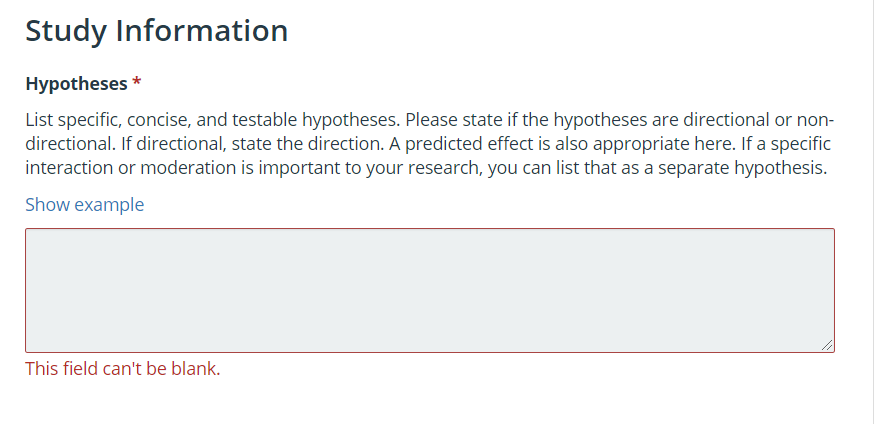 Study Information
Hypotheses *
List specific, concise, and testable hypotheses. Please state if the hypotheses are directional or non-
directional. If directional, state the direction. A predicted effect is also appropriate here. If a specific
interaction or moderation is important to your research, you can list that as a separate hypothesis.
Show example
This field can't be blank.